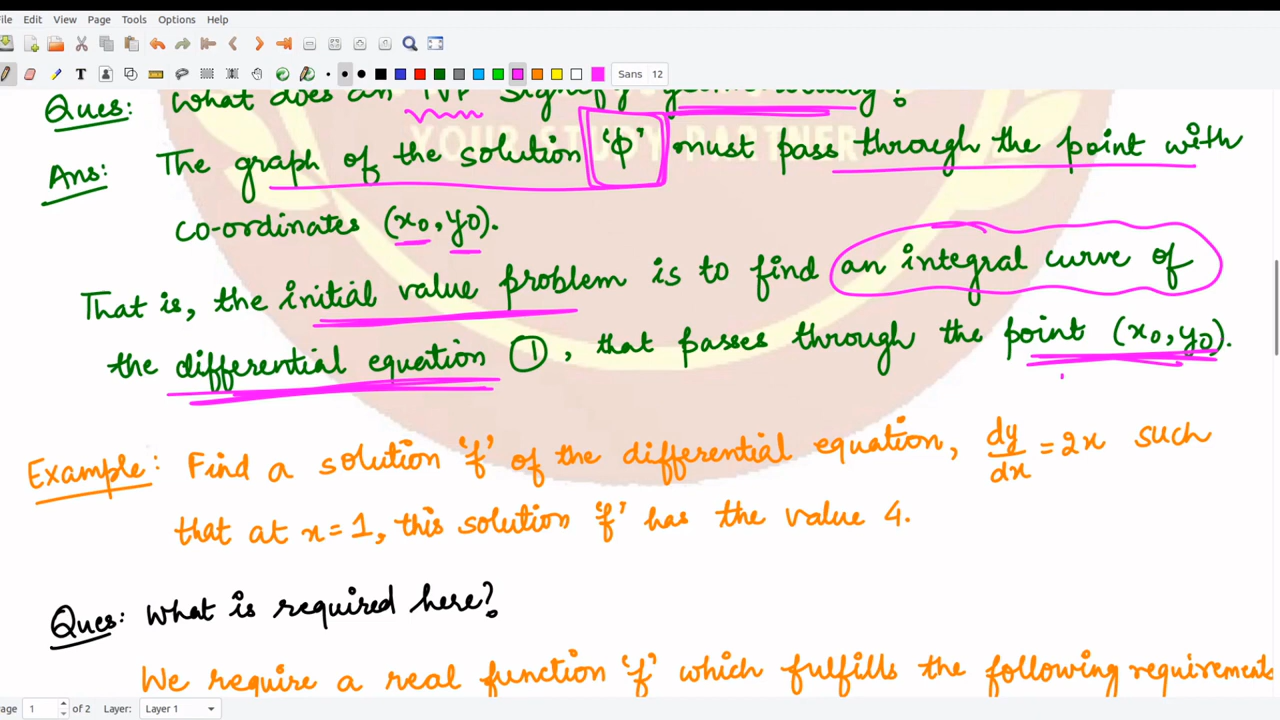 File Edit View Page Tools Options Help
Sans 12
YOUR STUDY PARTNER
Ques: What does an IVP signify geometrically?
Ans: The graph of the solution 'ϕ' must pass through the point with
co-ordinates (x0, y0).
That is, the initial value problem is to find an integral curve of
the differential equation ①, that passes through the point (x0, y0).
Example: Find a solution 'f' of the differential equation, dy/dx = 2x such
that at x=1, this solution 'f' has the value 4.
Ques: What is required here?
We require a real function 'f' which fulfills the following requirements
Page 1 of 2 Layer: Layer 1